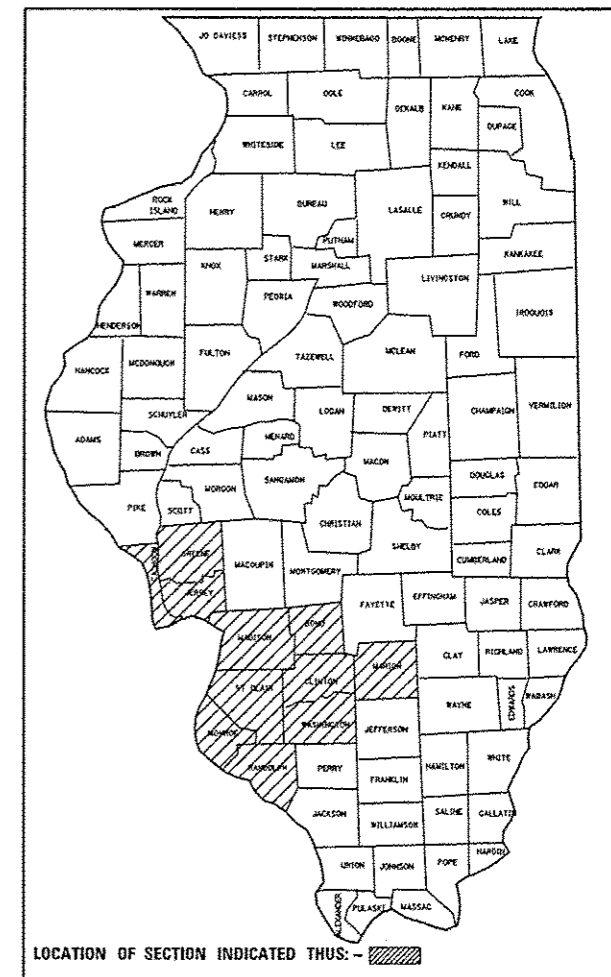 JO DAVIESS STEPHENSON WINNEBAGO BOONE MCHENRY LAKE
CARROL OGLE DEKALB KANE COOK
DUPAGE
WHITESIDE LEE
KENDALL
ROCK ISLAND HENRY BUREAU LASALLE GRUNDY WILL
PUTNAM
MERCER KANKAKEE
KNOX STARK MARSHALL
LIVINGSTON
WARREN PEORIA WOODFORD IROQUOIS
HENDERSON
HANCOCK MCDONOUGH FULTON TAZEWELL MCLEAN FORD
MASON
SCHUYLER LOGAN DEWITT CHAMPAIGN VERMILION
ADAMS MENARD PIATT
BROWN CASS MACON
SANGAMON DOUGLAS EDGAR
MORGON MOULTRIE
PIKE SCOTT CHRISTIAN COLES
GREENE SHELBY
MACOUPIN MONTGOMERY CUMBERLAND CLARK
JERSEY
FAYETTE EFFINGHAM JASPER CRAWFORD
MADISON BOND
CLAY RICHLAND LAWRENCE
CLINTON MARION
ST CLAIR WAYNE EDWARDS WABASH
WASHINGTON JEFFERSON
MONROE
RANDOLPH PERRY HAMILTON WHITE
FRANKLIN
JACKSON SALINE GALLATIN
WILLIAMSON
HARDIN
UNION JOHNSON POPE
ALEXANDER PULASKI MASSAC
LOCATION OF SECTION INDICATED THUS: -